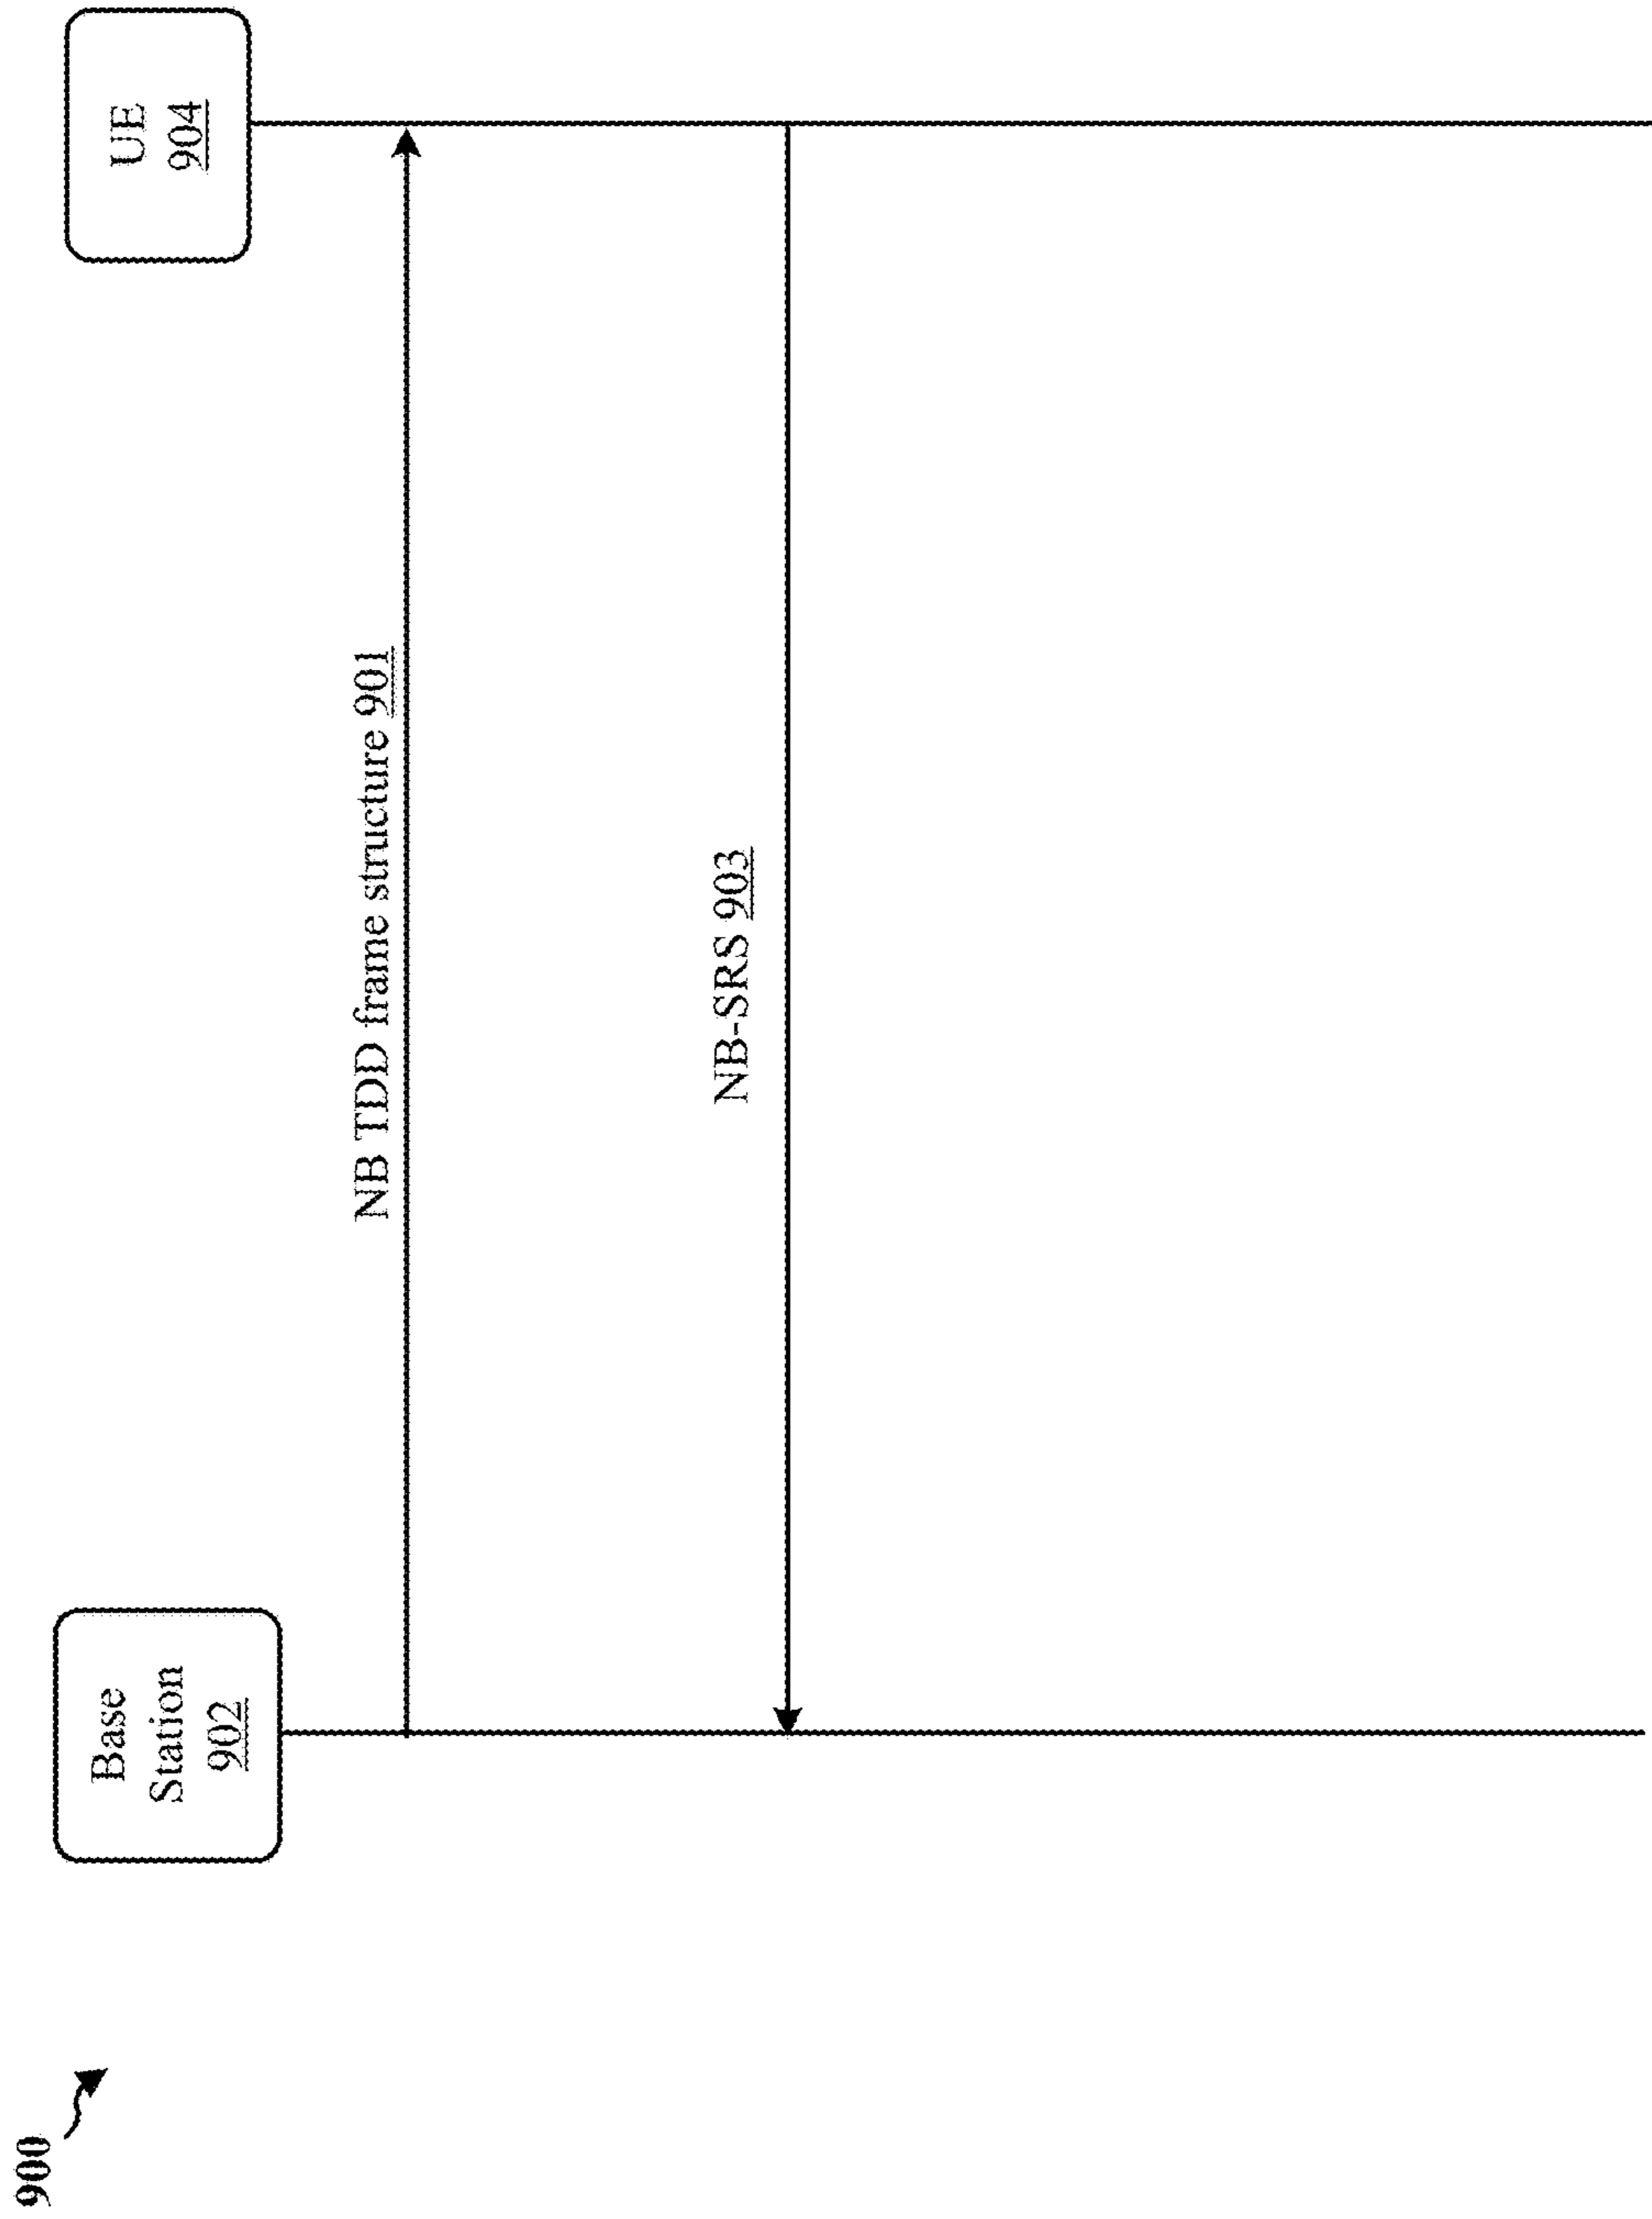 900
Base
Station
902
UE
904
NB TDD frame structure 901
NB-SRS 903